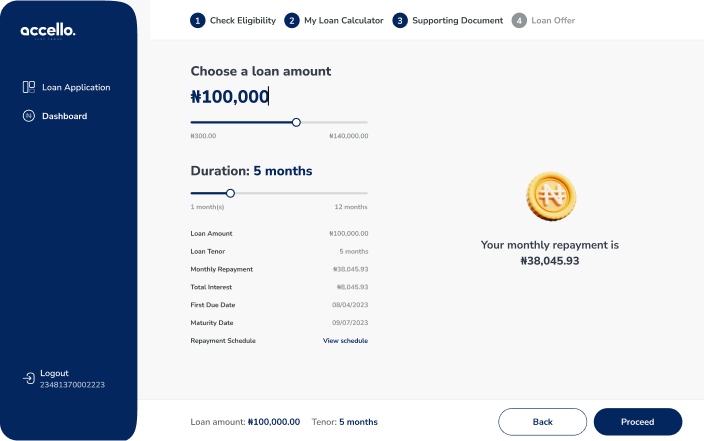 accello.
Loan Application
Dashboard
Logout
23481370002223
1 Check Eligibility 2 My Loan Calculator 3 Supporting Document 4 Loan Offer
Choose a loan amount
₦100,000
₦300.00 ₦140,000.00
Duration: 5 months
1 month(s) 12 months
Loan Amount ₦100,000.00
Loan Tenor 5 months
Monthly Repayment ₦38,045.93
Total Interest ₦8,045.93
First Due Date 08/04/2023
Maturity Date 09/07/2023
Repayment Schedule View schedule
Your monthly repayment is
₦38,045.93
Loan amount: ₦100,000.00 Tenor: 5 months
Back Proceed